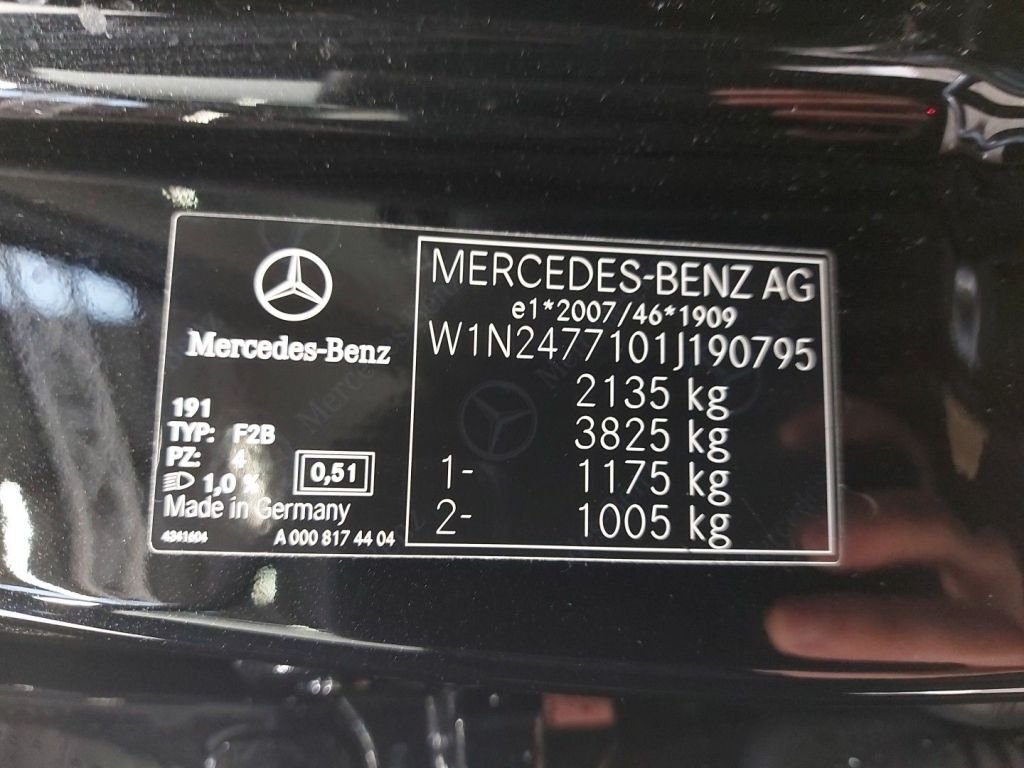 Mercedes-Benz
191
TYP: F2B
PZ: 4
1,0 %
0,51
Made in Germany
4341604
A 000 817 44 04
MERCEDES-BENZ AG
e1*2007/46*1909
W1N2477101J190795
2135 kg
3825 kg
1- 1175 kg
2- 1005 kg